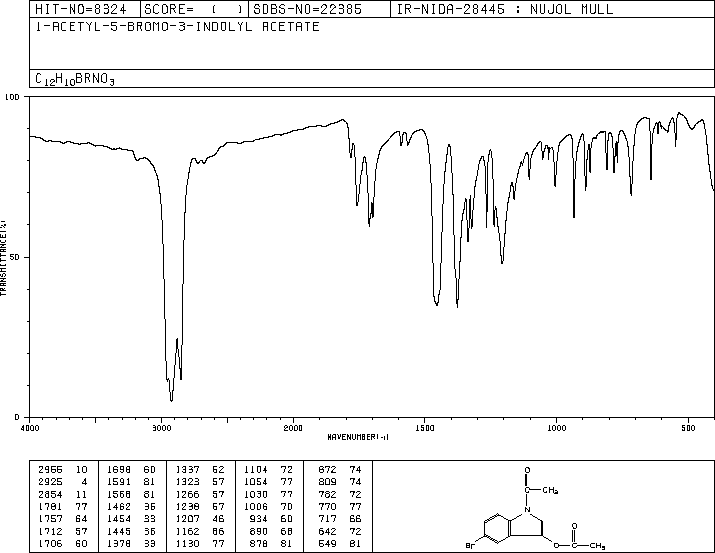 HIT-NO=8324 SCORE= ( ) SDBS-NO=22385 IR-NIDA-28445 : NUJOL MULL
1-ACETYL-5-BROMO-3-INDOLYL ACETATE
C12H10BRNO3
100
50
0
TRANSMITTANCE(%)
4000 3000 2000 1500 1000 500
WAVENUMBER(-1)
2956 10 1698 60 1337 52 1104 72 872 74
2925 4 1591 81 1323 57 1054 77 809 74
2854 11 1568 81 1266 57 1030 77 782 72
1781 77 1462 35 1238 57 1006 70 770 77
1757 64 1454 33 1207 46 934 60 717 66
1712 57 1445 35 1162 66 890 68 642 72
1706 60 1378 33 1130 77 878 81 549 81
O
C CH3
N
O
Br
O C CH3